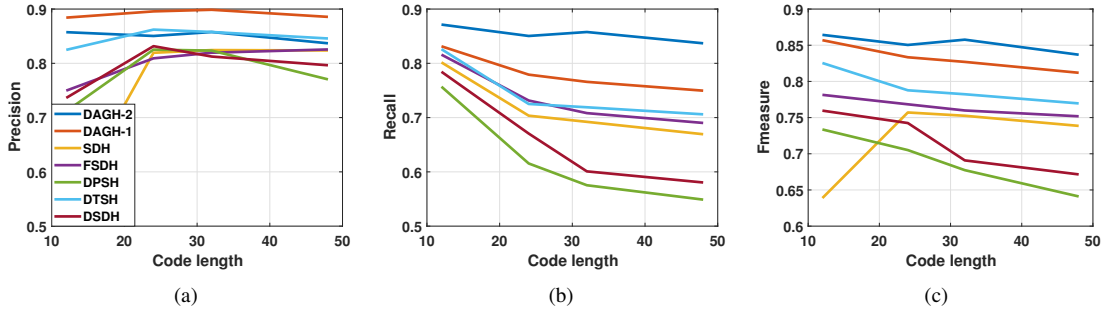 0.9
0.8
0.7
0.6
0.5
Precision
DAGH-2
DAGH-1
SDH
FSDH
DPSH
DTSH
DSDH
10 20 30 40 50
Code length
(a)
0.9
0.8
0.7
0.6
0.5
Recall
10 20 30 40 50
Code length
(b)
0.9
0.85
0.8
0.75
0.7
0.65
0.6
Fmeasure
10 20 30 40 50
Code length
(c)